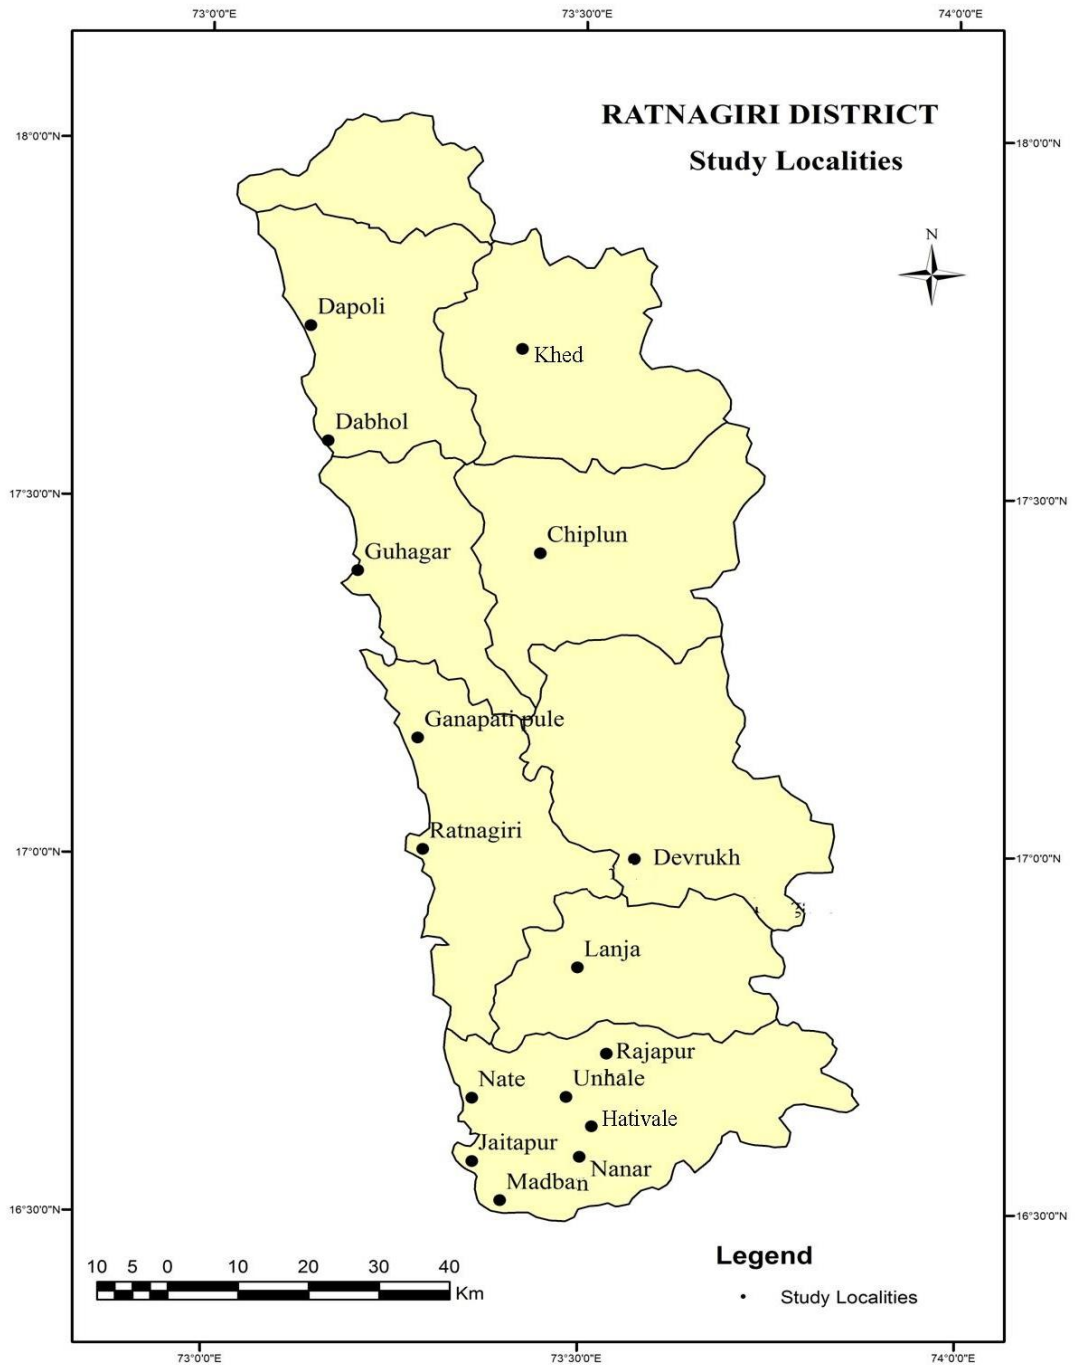 73°0'0"E
73°30'0"E
74°0'0"E
RATNAGIRI DISTRICT
Study Localities
18°0'0"N
18°0'0"N
N
Dapoli
Khed
Dabhol
17°30'0"N
17°30'0"N
Chiplun
Guhagar
Ganapati pule
Ratnagiri
17°0'0"N
17°0'0"N
Devrukh
Lanja
Rajapur
Nate
Unhale
Hativale
Jaitapur
Nanar
Madban
16°30'0"N
16°30'0"N
Legend
Study Localities
10 5 0 10 20 30 40
Km
73°0'0"E
73°30'0"E
74°0'0"E